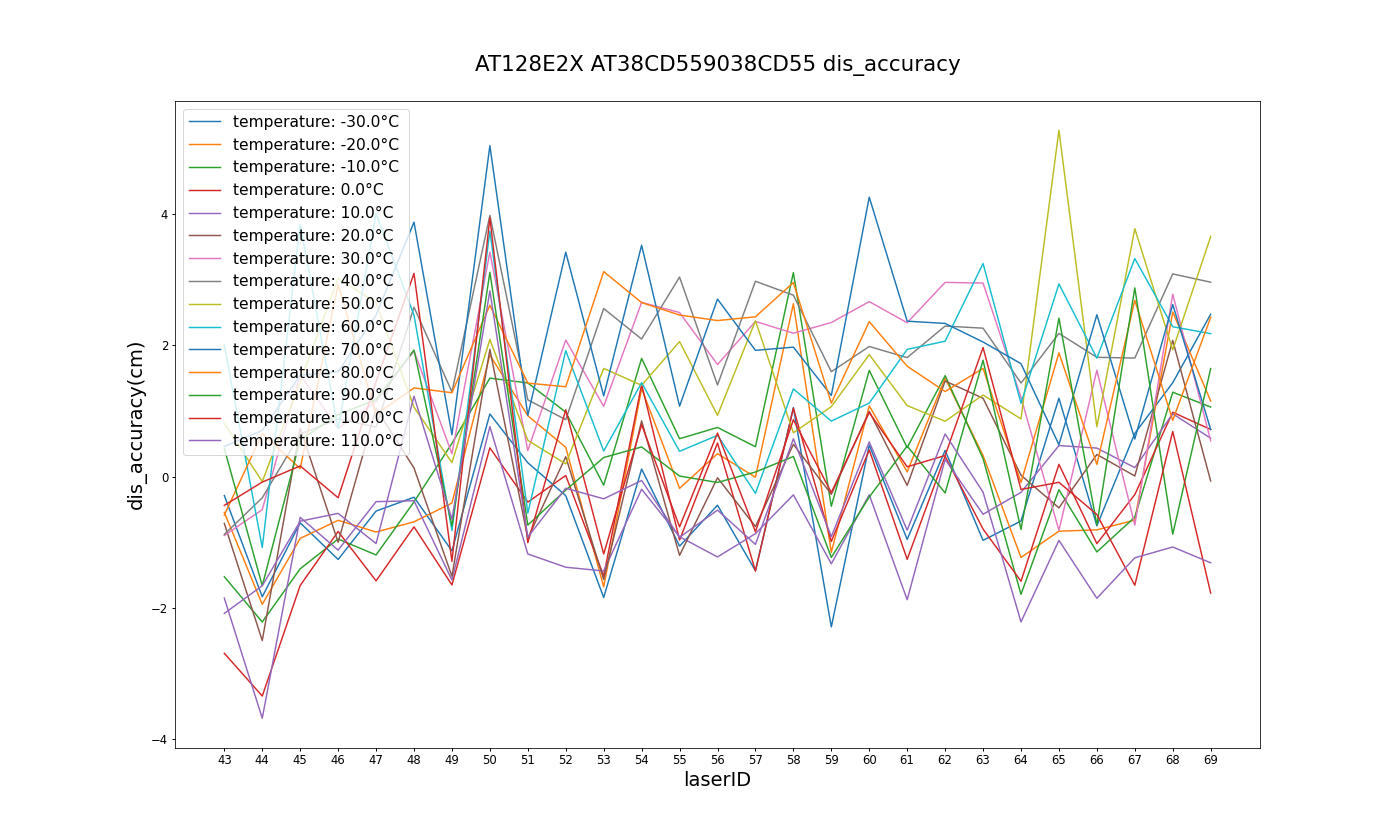 AT128E2X AT38CD559038CD55 dis_accuracy
temperature: -30.0°C
temperature: -20.0°C
temperature: -10.0°C
temperature: 0.0°C
temperature: 10.0°C
temperature: 20.0°C
temperature: 30.0°C
temperature: 40.0°C
temperature: 50.0°C
temperature: 60.0°C
temperature: 70.0°C
temperature: 80.0°C
temperature: 90.0°C
temperature: 100.0°C
temperature: 110.0°C
4
2
0
−2
−4
dis_accuracy(cm)
43 44 45 46 47 48 49 50 51 52 53 54 55 56 57 58 59 60 61 62 63 64 65 66 67 68 69
laserID